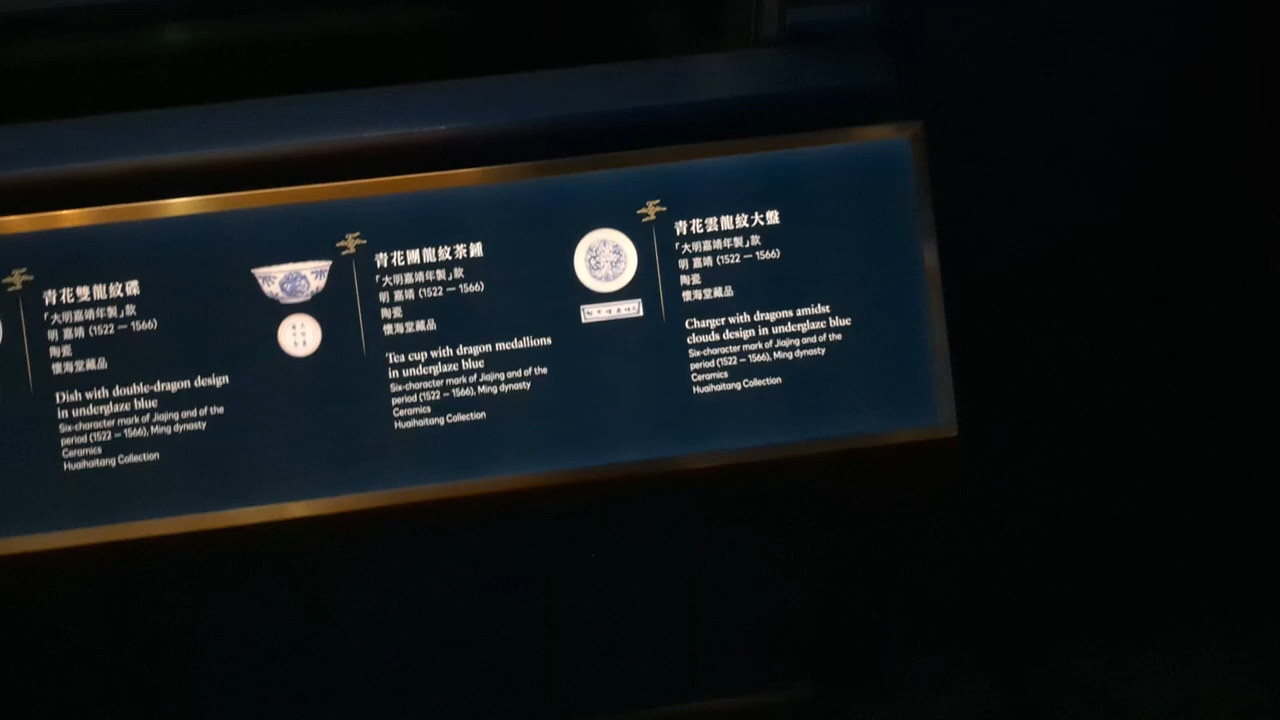 青花雙龍紋碟
「大明嘉靖年製」款
明 嘉靖 (1522 — 1566)
陶瓷
懷海堂藏品
Dish with double-dragon design
in underglaze blue
Six-character mark of Jiajing and of the
period (1522 — 1566), Ming dynasty
Ceramics
Huaihaitang Collection
青花團龍紋茶鍾
「大明嘉靖年製」款
明 嘉靖 (1522 — 1566)
陶瓷
懷海堂藏品
Tea cup with dragon medallions
in underglaze blue
Six-character mark of Jiajing and of the
period (1522 — 1566), Ming dynasty
Ceramics
Huaihaitang Collection
青花雲龍紋大盤
「大明嘉靖年製」款
明 嘉靖 (1522 — 1566)
陶瓷
懷海堂藏品
Charger with dragons amidst
clouds design in underglaze blue
Six-character mark of Jiajing and of the
period (1522 — 1566), Ming dynasty
Ceramics
Huaihaitang Collection